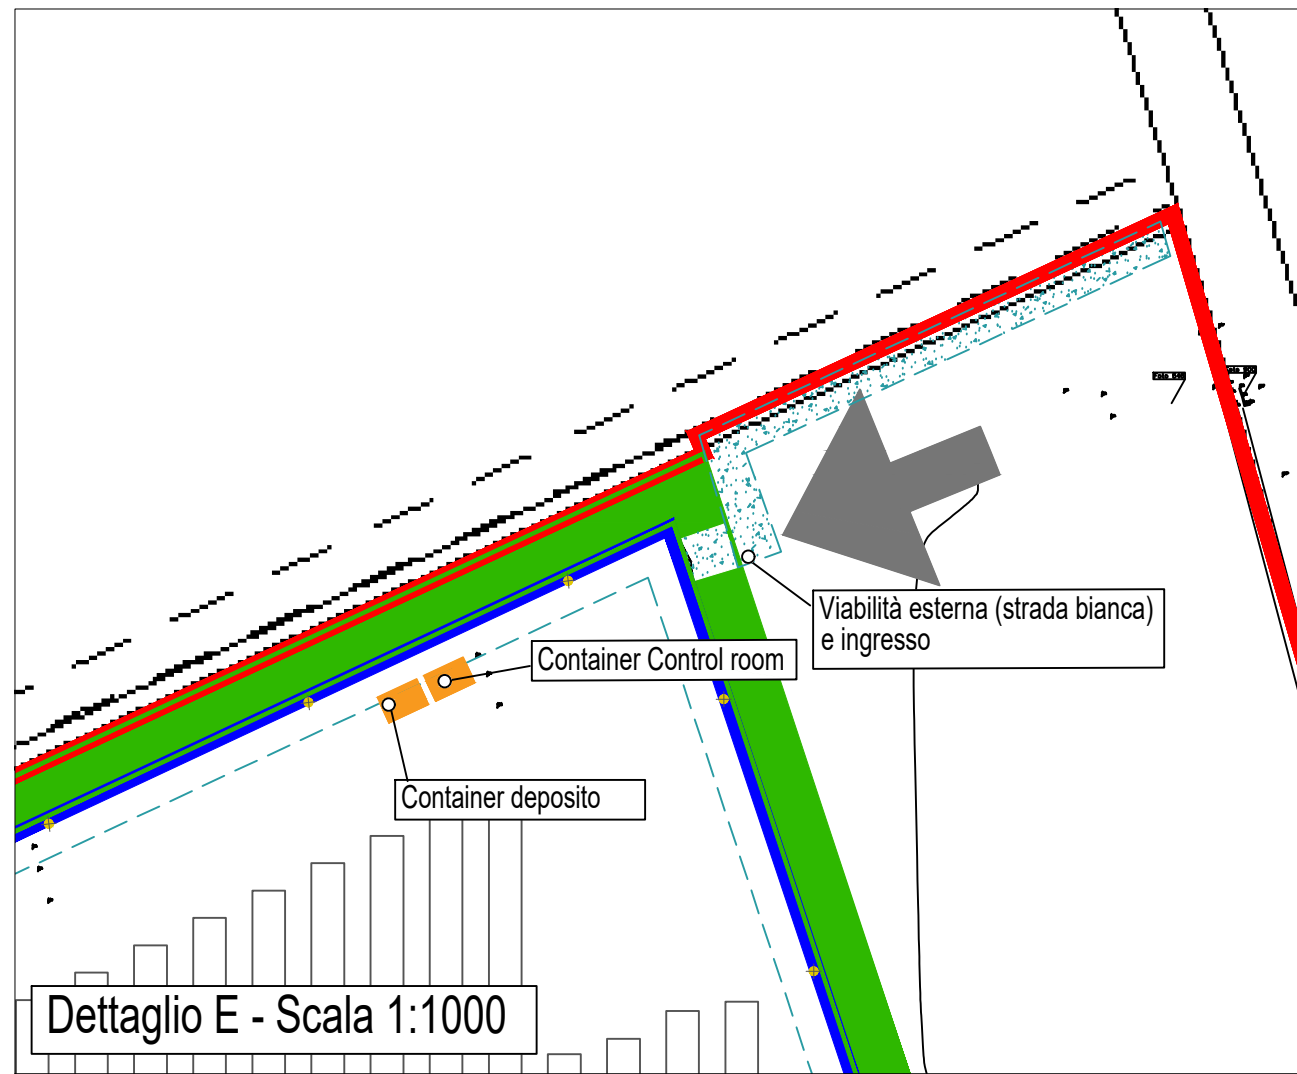 Viabilità esterna (strada bianca)
e ingresso
Container Control room
Container deposito
Dettaglio E - Scala 1:1000